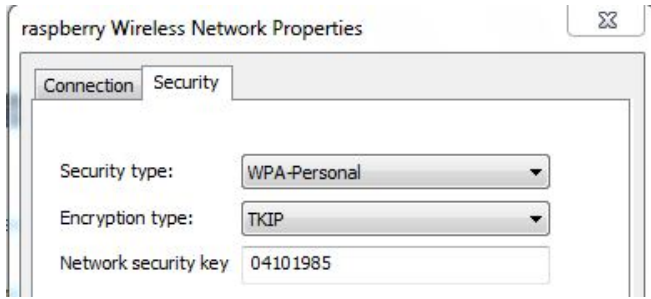 raspberry Wireless Network Properties
Connection Security
Security type: WPA-Personal
Encryption type: TKIP
Network security key 04101985